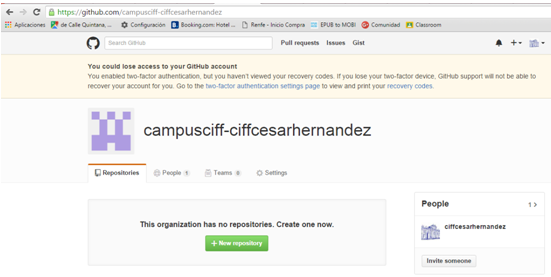 https://github.com/campusciff-ciffcesarhernandez
Aplicaciones de Calle Quintana, ... Configuración Booking.com: Hotel ... Renfe - Inicio Compra EPUB to MOBI Comunidad Classroom
Search GitHub Pull requests Issues Gist
You could lose access to your GitHub account
You enabled two-factor authentication, but you haven't viewed your recovery codes. If you lose your two-factor device, GitHub support will not be able to
recover your account for you. Go to the two-factor authentication settings page to view and print your recovery codes.
campusciff-ciffcesarhernandez
Repositories People 1 Teams 0 Settings
This organization has no repositories. Create one now.
New repository
People 1 >
ciffcesarhernandez
Invite someone